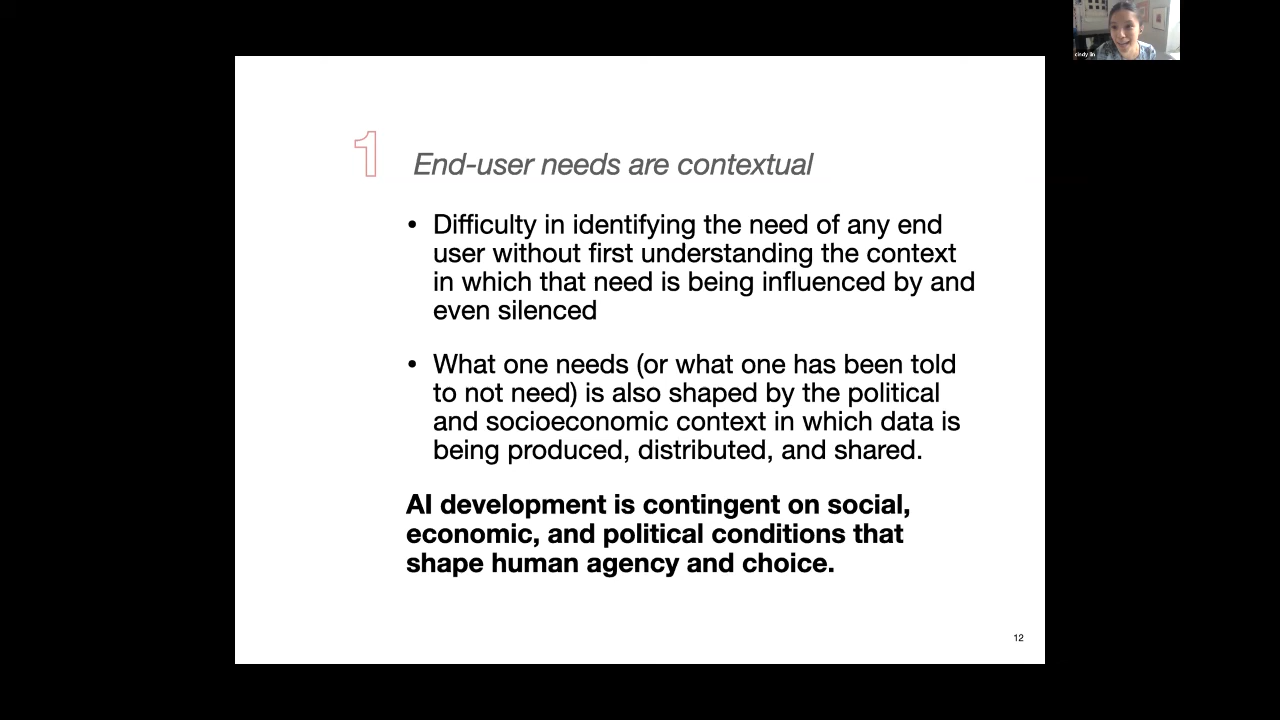 cindy lin
1
End-user needs are contextual
• Difficulty in identifying the need of any end
user without first understanding the context
in which that need is being influenced by and
even silenced
• What one needs (or what one has been told
to not need) is also shaped by the political
and socioeconomic context in which data is
being produced, distributed, and shared.
AI development is contingent on social,
economic, and political conditions that
shape human agency and choice.
12